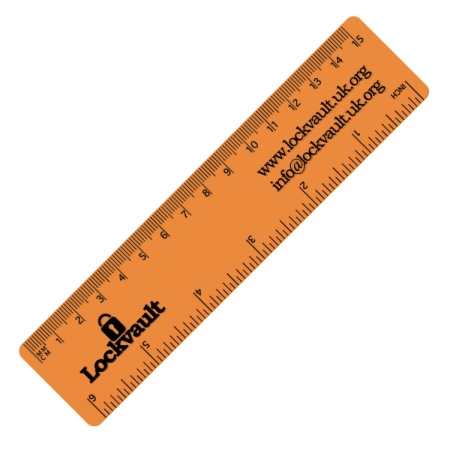 MM
CM
1 2 3 4 5 6 7 8 9 10 11 12 13 14 15
www.lockvault.uk.org
info@lockvault.uk.org
Lockvault
INCH
1 2 3 4 5 6